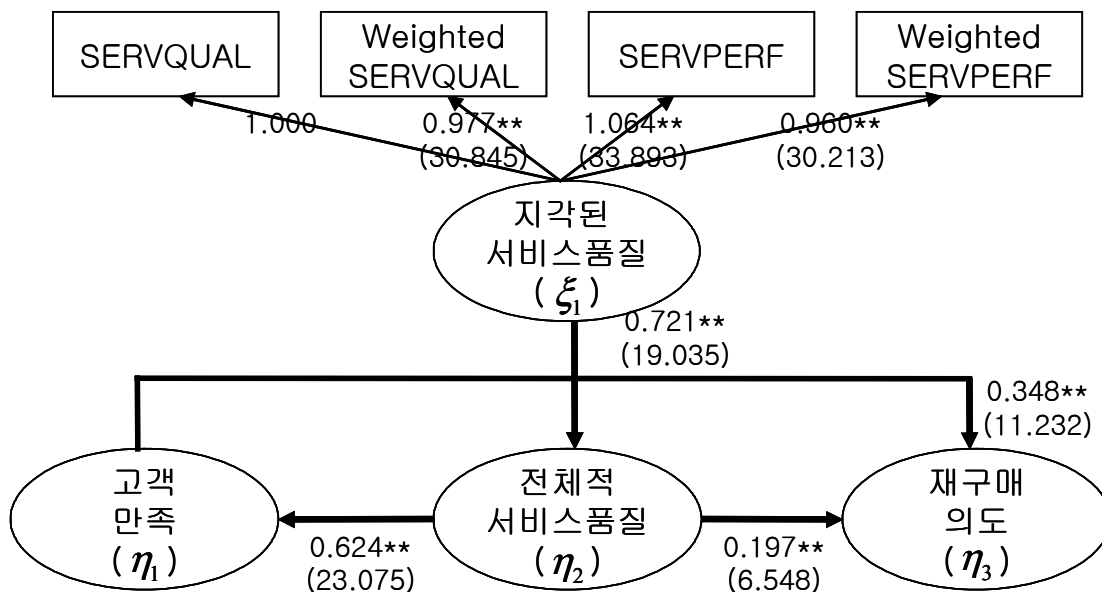 SERVQUAL
Weighted
SERVQUAL
SERVPERF
Weighted
SERVPERF
1.000
0.977**
(30.845)
1.064**
(33.893)
0.960**
(30.213)
지각된
서비스품질
( ξ₁ )
0.721**
(19.035)
0.348**
(11.232)
고객
만족
( η₁ )
전체적
서비스품질
( η₂ )
재구매
의도
( η₃ )
0.624**
(23.075)
0.197**
(6.548)